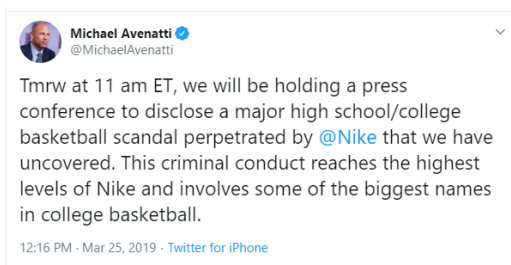 Michael Avenatti
@MichaelAvenatti
Tmrw at 11 am ET, we will be holding a press
conference to disclose a major high school/college
basketball scandal perpetrated by @Nike that we have
uncovered. This criminal conduct reaches the highest
levels of Nike and involves some of the biggest names
in college basketball.
12:16 PM · Mar 25, 2019 · Twitter for iPhone